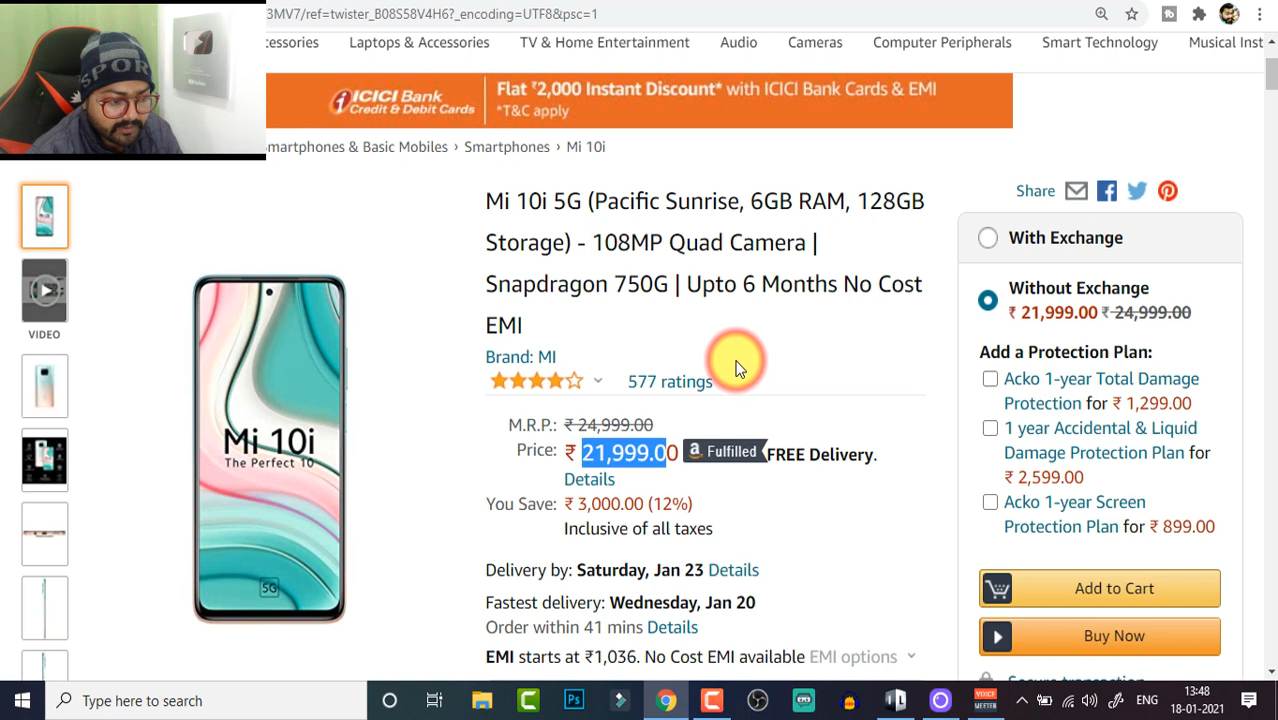 3MV7/ref=twister_B08S58V4H6?_encoding=UTF8&psc=1
cessories Laptops & Accessories TV & Home Entertainment Audio Cameras Computer Peripherals Smart Technology Musical Inst
SPOR
ICICI Bank
Credit & Debit Cards
Flat ₹2,000 Instant Discount* with ICICI Bank Cards & EMI
*T&C apply
martphones & Basic Mobiles › Smartphones › Mi 10i
Mi 10i 5G (Pacific Sunrise, 6GB RAM, 128GB
Storage) - 108MP Quad Camera |
Snapdragon 750G | Upto 6 Months No Cost
EMI
Brand: MI
577 ratings
M.R.P.: ₹ 24,999.00
Price: ₹ 21,999.00 a Fulfilled FREE Delivery.
Details
You Save: ₹ 3,000.00 (12%)
Inclusive of all taxes
Delivery by: Saturday, Jan 23 Details
Fastest delivery: Wednesday, Jan 20
Order within 41 mins Details
EMI starts at ₹1,036. No Cost EMI available EMI options
VIDEO
Mi 10i
The Perfect 10
5G
Share
With Exchange
Without Exchange
₹ 21,999.00 ₹ 24,999.00
Add a Protection Plan:
Acko 1-year Total Damage
Protection for ₹ 1,299.00
1 year Accidental & Liquid
Damage Protection Plan for
₹ 2,599.00
Acko 1-year Screen
Protection Plan for ₹ 899.00
Add to Cart
Buy Now
Secure transaction
Type here to search
Ps
VOICE
MEETER
ENG
13:48
18-01-2021